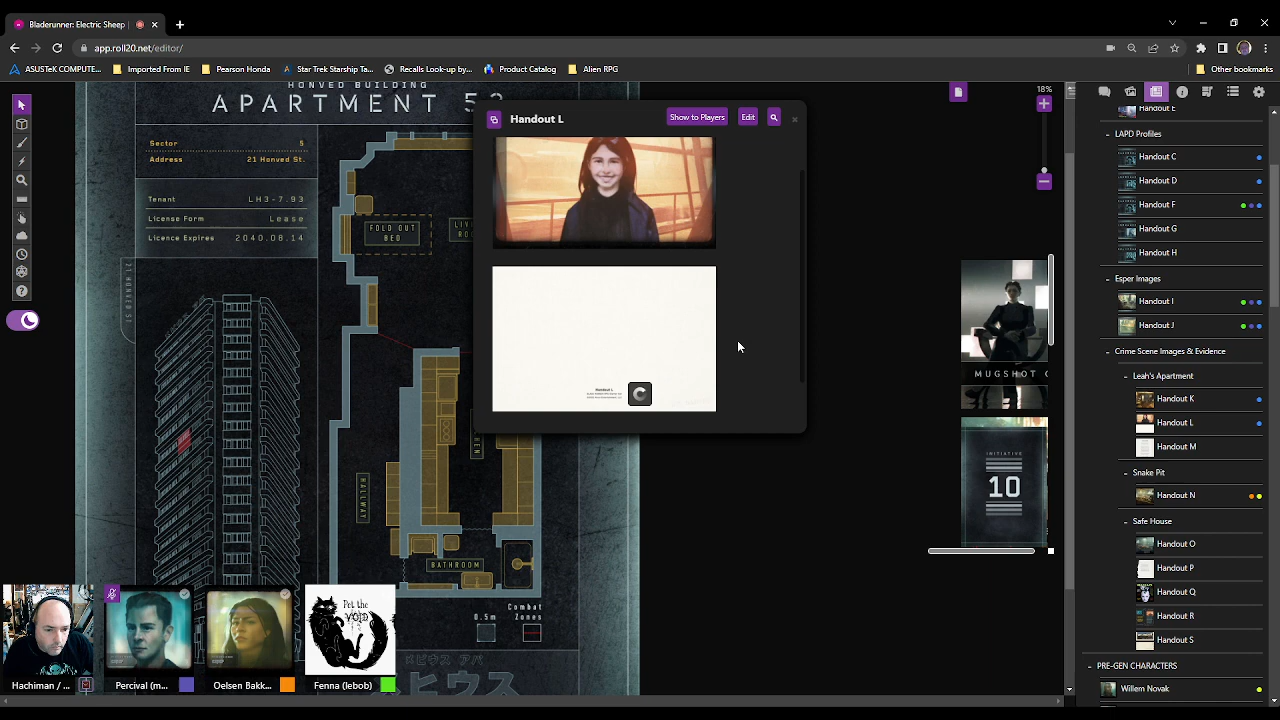 Bladerunner: Electric Sheep
app.roll20.net/editor/
ASUSTeK COMPUTE...
Imported From IE
Pearson Honda
Star Trek Starship Ta...
Recalls Look-up by...
Product Catalog
Alien RPG
Other bookmarks
HONVED BUILDING
Sector 5
Address 21 Honved St.
Tenant LH3-7.93
License Form Lease
Licence Expires 2040.08.14
21 HONVED ST
FOLD OUT
BED
HALLWAY
BATHROOM
0.5m
Combat
Zones
Handout L
Show to Players
Edit
Handout L
18%
MUGSHOT
INITIATIVE
10
LAPD Profiles
Handout C
Handout D
Handout F
Handout G
Handout H
Esper Images
Handout I
Handout J
Crime Scene Images & Evidence
Leah's Apartment
Handout K
Handout L
Handout M
Snake Pit
Handout N
Safe House
Handout O
Handout P
Handout Q
Handout R
Handout S
PRE-GEN CHARACTERS
Willem Novak
Pet the
VOID
Hachiman / ...
Percival (m...
Oelsen Bakk...
Fenna (lebob)